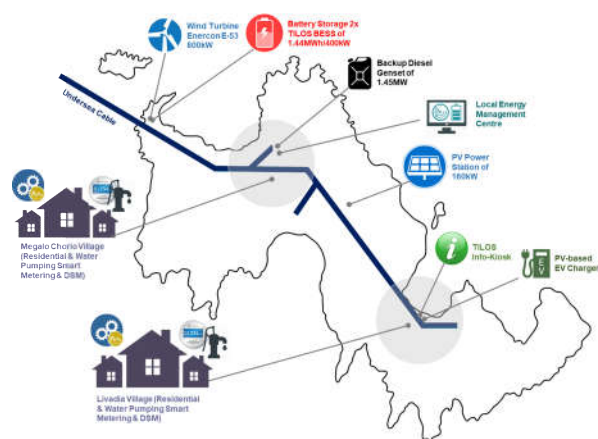 Wind Turbine
Enercon E-53
800kW
Battery Storage 2x
TILOS BESS of
1.44MWh/400kW
Backup Diesel
Genset of
1.45MW
Undersea Cable
Local Energy
Management
Centre
PV Power
Station of
160kW
Megalo Chorio Village
(Residential & Water
Pumping Smart
Metering & DSM)
TILOS
Info-Kiosk
EV
PV-based
EV Charger
Livadia Village (Residential
& Water Pumping Smart
Metering & DSM)